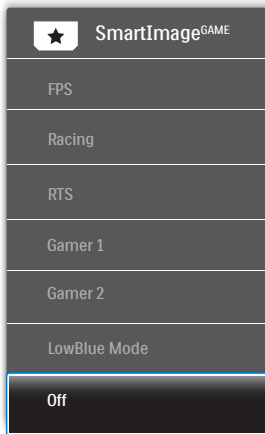 SmartImageGAME
FPS
Racing
RTS
Gamer 1
Gamer 2
LowBlue Mode
Off